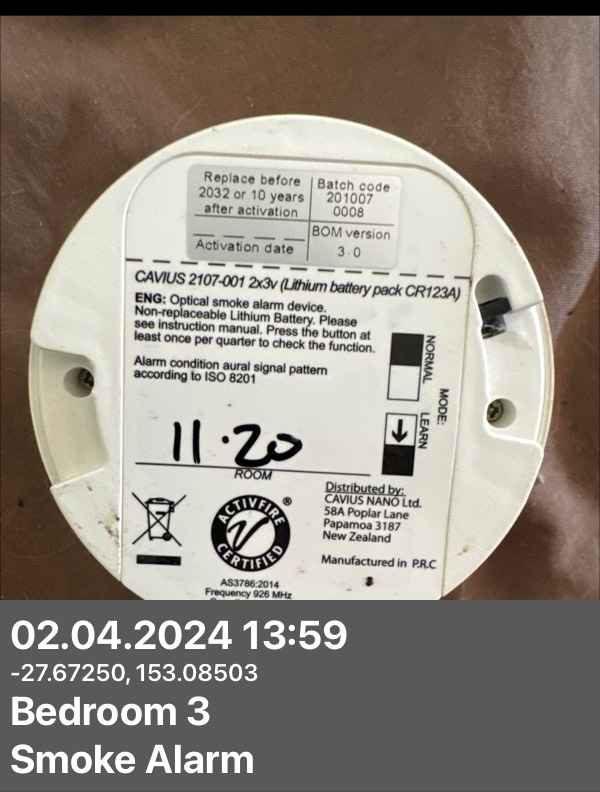 Replace before
2032 or 10 years
after activation
Batch code
201007
0008
Activation date
BOM version
3.0
CAVIUS 2107-001 2x3v (Lithium battery pack CR123A)
ENG: Optical smoke alarm device.
Non-replaceable Lithium Battery. Please
see instruction manual. Press the button at
least once per quarter to check the function.
Alarm condition aural signal pattern
according to ISO 8201
NORMAL
MODE:
LEARN
11.20
ROOM
ACTIVFIRE
®
CERTIFIED
AS3786:2014
Frequency 926 MHz
Distributed by:
CAVIUS NANO Ltd.
58A Poplar Lane
Papamoa 3187
New Zealand
Manufactured in P.R.C
02.04.2024 13:59
-27.67250, 153.08503
Bedroom 3
Smoke Alarm